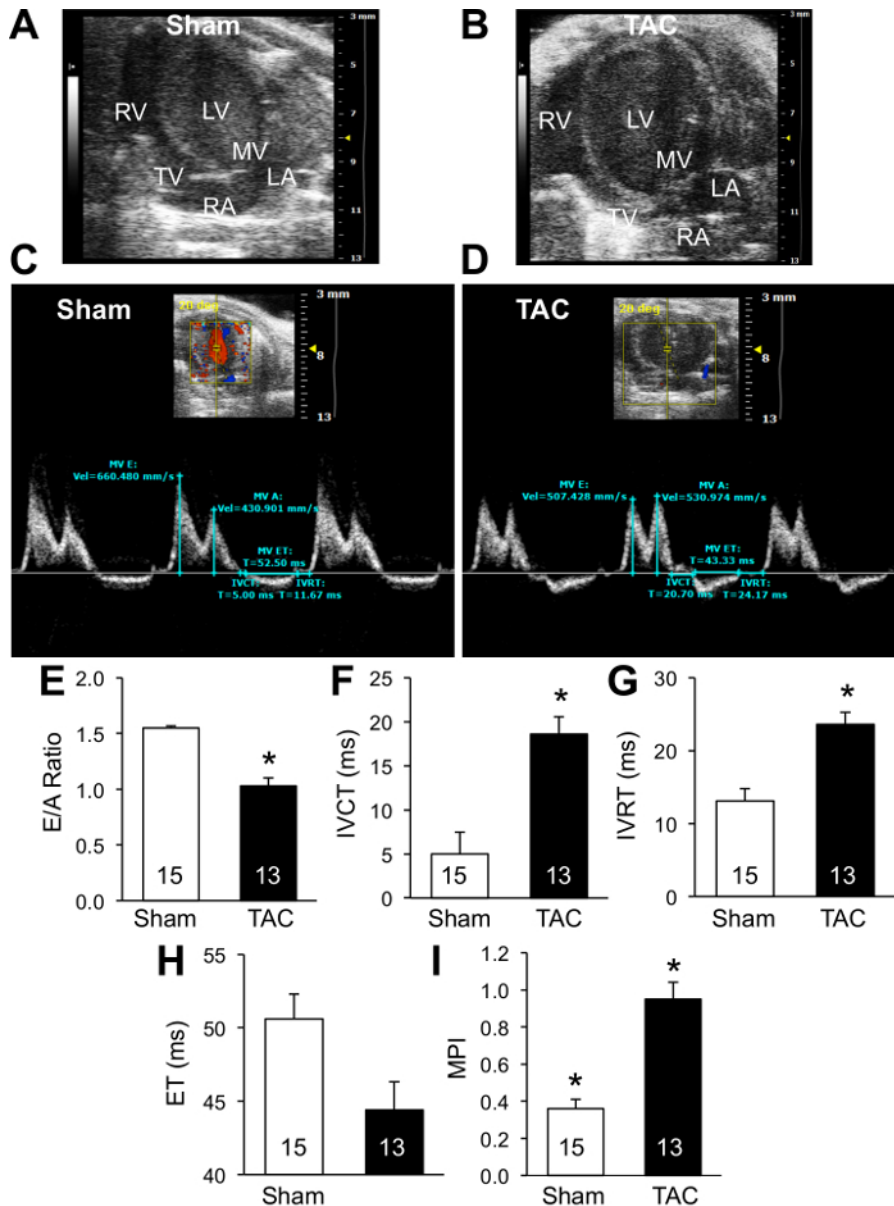 A
Sham
3 mm
5
7
9
11
13
RV
LV
MV
TV
LA
RA
B
TAC
3 mm
5
7
9
11
13
RV
LV
MV
LA
TV
RA
C
Sham
20 deg
3 mm
8
13
MV E:
Vel=660.480 mm/s
MV A:
Vel=430.901 mm/s
MV ET:
T=52.50 ms
IVCT: IVRT:
T=5.00 ms T=11.67 ms
D
TAC
20 deg
3 mm
8
13
MV E:
Vel=507.428 mm/s
MV A:
Vel=530.974 mm/s
MV ET:
T=43.33 ms
IVCT: IVRT:
T=20.70 ms T=24.17 ms
E
E/A Ratio
2.0
1.5
1.0
0.5
0.0
*
15 13
Sham TAC
F
IVCT (ms)
25
20
15
10
5
0
*
15 13
Sham TAC
G
IVRT (ms)
30
20
10
0
*
15 13
Sham TAC
H
ET (ms)
55
50
45
40
15 13
Sham
I
MPI
1.2
1.0
0.8
0.6
0.4
0.2
0.0
* *
15 13
Sham TAC